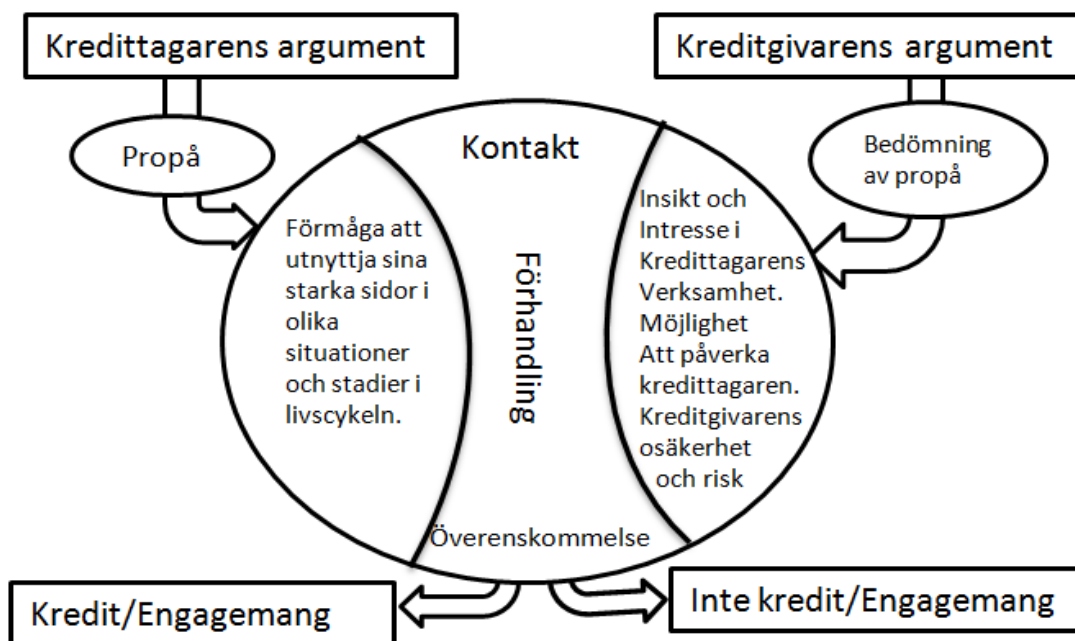 Kredittagarens argument
Kreditgivarens argument
Propå
Bedömning
av propå
Kontakt
Förmåga att
utnyttja sina
starka sidor i
olika
situationer
och stadier i
livscykeln.
Förhandling
Insikt och
Intresse i
Kredittagarens
Verksamhet.
Möjlighet
Att påverka
kredittagaren.
Kreditgivarens
osäkerhet
och risk
Överenskommelse
Kredit/Engagemang
Inte kredit/Engagemang